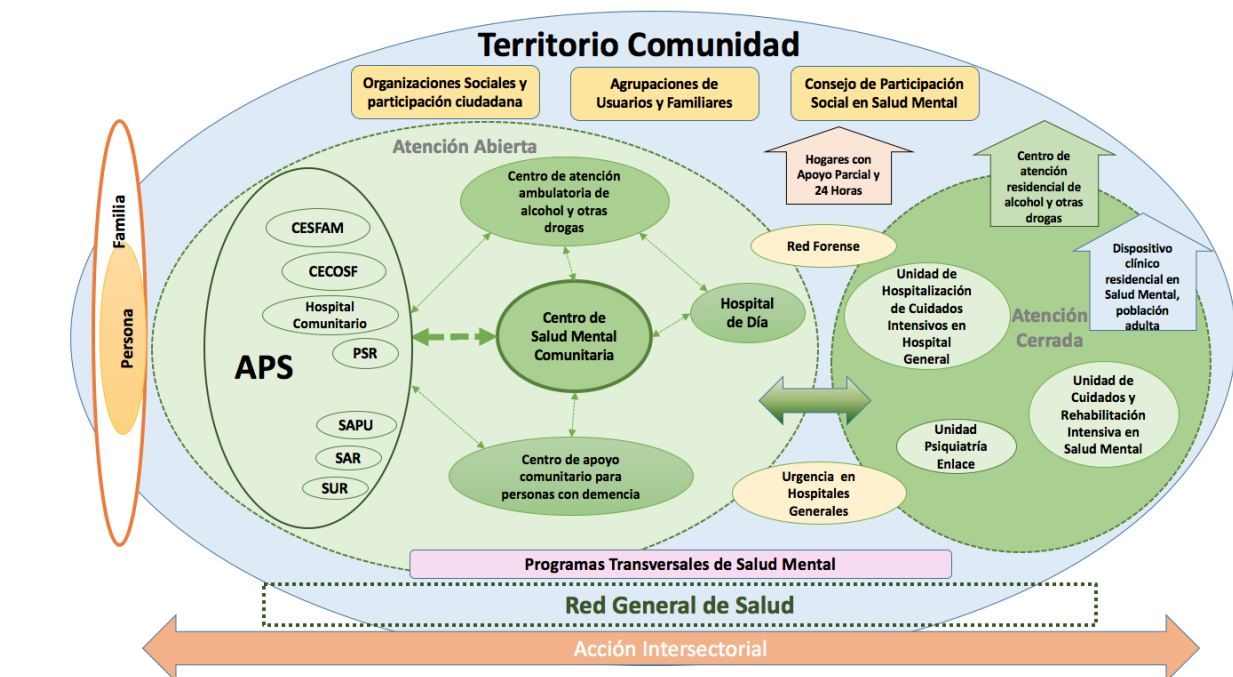 Territorio Comunidad
Organizaciones Sociales y
participación ciudadana
Agrupaciones de
Usuarios y Familiares
Consejo de Participación
Social en Salud Mental
Familia
Persona
Atención Abierta
APS
CESFAM
CECOSF
Hospital
Comunitario
PSR
SAPU
SAR
SUR
Centro de atención
ambulatoria de
alcohol y otras
drogas
Centro de
Salud Mental
Comunitaria
Hospital
de Día
Centro de apoyo
comunitario para
personas con demencia
Hogares con
Apoyo Parcial y
24 Horas
Red Forense
Urgencia en
Hospitales
Generales
Centro de
atención
residencial de
alcohol y otras
drogas
Dispositivo
clínico
residencial en
Salud Mental,
población
adulta
Atención
Cerrada
Unidad de
Hospitalización
de Cuidados
Intensivos en
Hospital
General
Unidad de
Cuidados y
Rehabilitación
Intensiva en
Salud Mental
Unidad
Psiquiatría
Enlace
Programas Transversales de Salud Mental
Red General de Salud
Acción Intersectorial